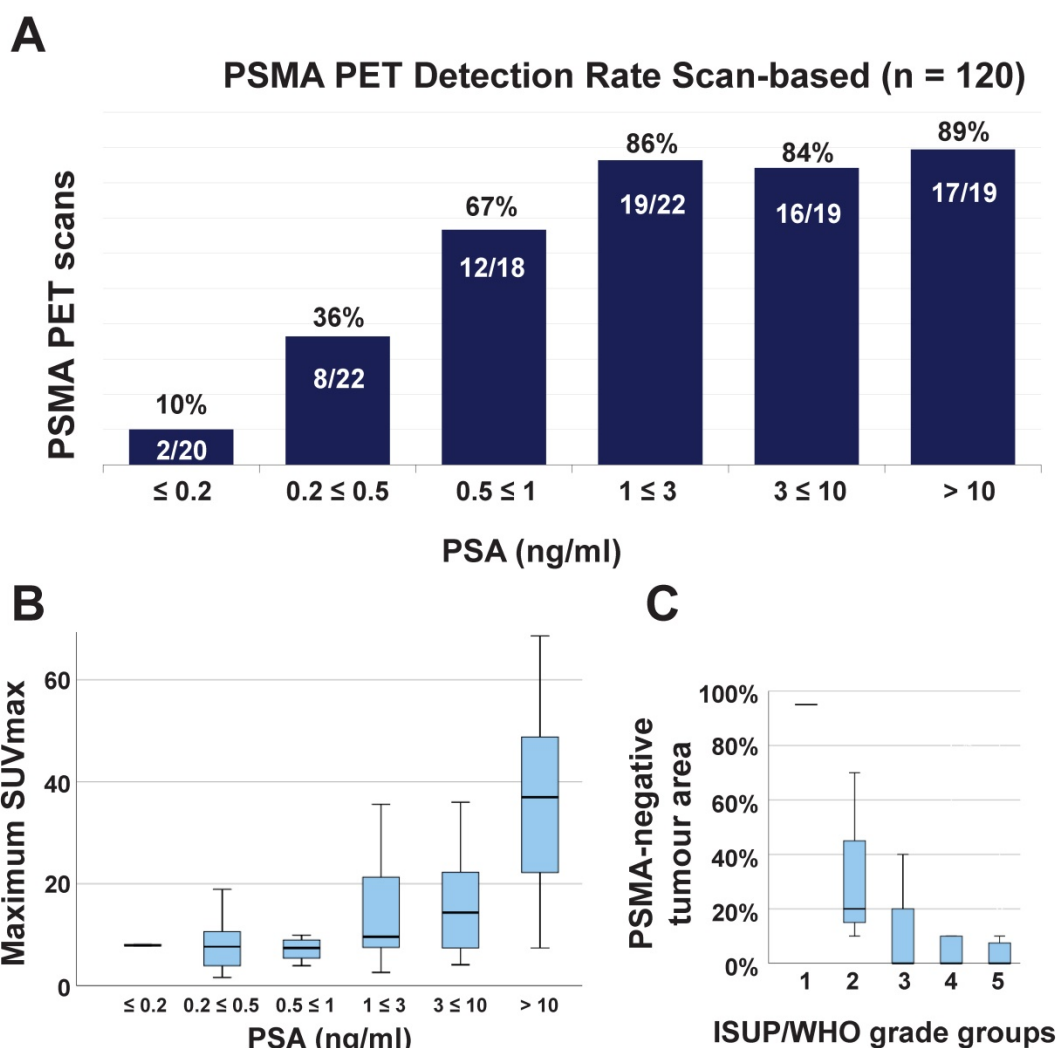 A
PSMA PET Detection Rate Scan-based (n = 120)
PSMA PET scans
10%
36%
67%
86%
84%
89%
2/20
8/22
12/18
19/22
16/19
17/19
≤ 0.2
0.2 ≤ 0.5
0.5 ≤ 1
1 ≤ 3
3 ≤ 10
> 10
PSA (ng/ml)
B
Maximum SUVmax
60
40
20
0
≤ 0.2
0.2 ≤ 0.5
0.5 ≤ 1
1 ≤ 3
3 ≤ 10
> 10
PSA (ng/ml)
C
PSMA-negative
tumour area
100%
80%
60%
40%
20%
0%
1
2
3
4
5
ISUP/WHO grade groups